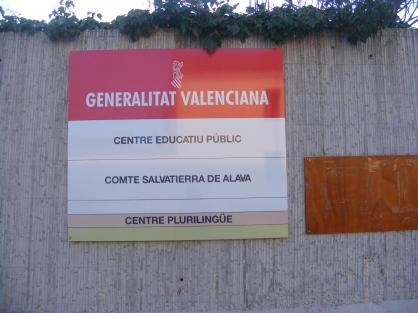 GENERALITAT VALENCIANA
CENTRE EDUCATIU PÚBLIC
COMTE SALVATIERRA DE ALAVA
CENTRE PLURILINGÜE